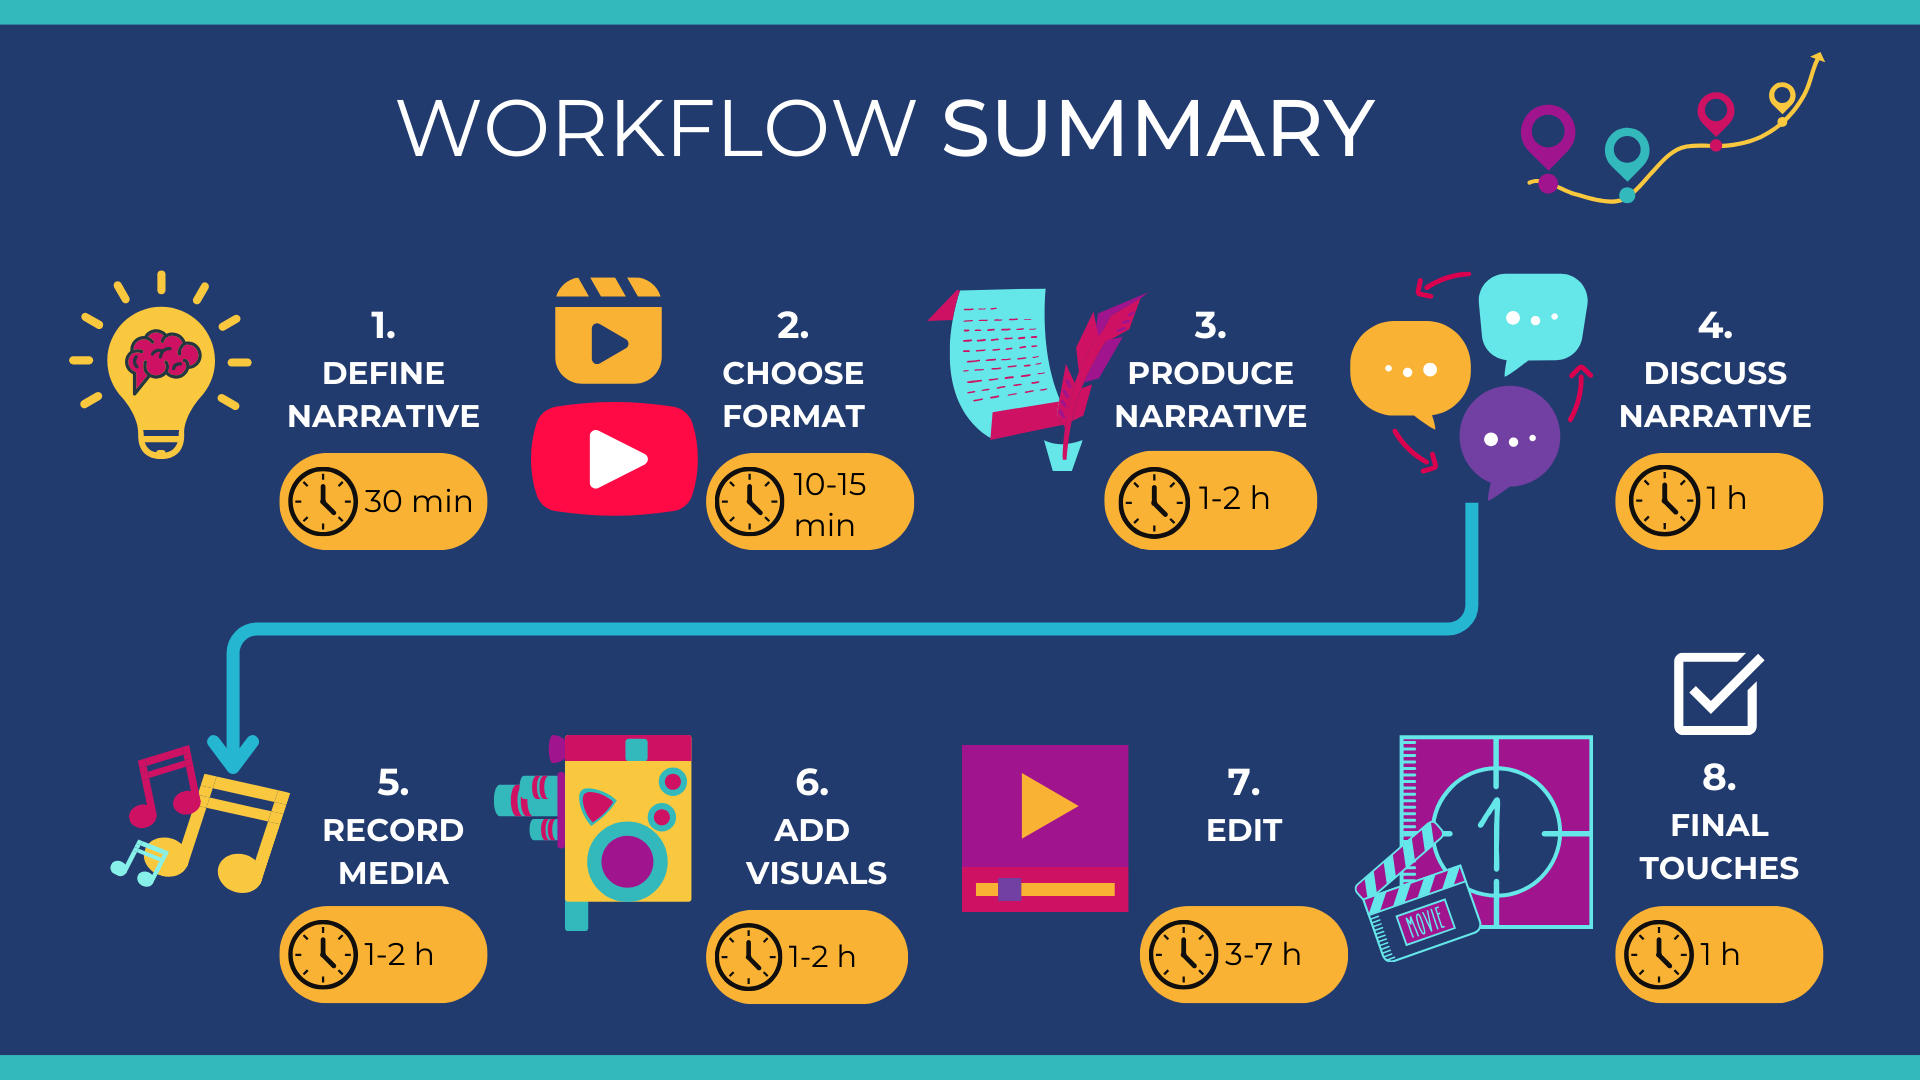 WORKFLOW SUMMARY
1.
DEFINE
NARRATIVE
30 min
2.
CHOOSE
FORMAT
10-15
min
3.
PRODUCE
NARRATIVE
1-2 h
4.
DISCUSS
NARRATIVE
1 h
5.
RECORD
MEDIA
1-2 h
6.
ADD
VISUALS
1-2 h
7.
EDIT
3-7 h
1
MOVIE
8.
FINAL
TOUCHES
1 h